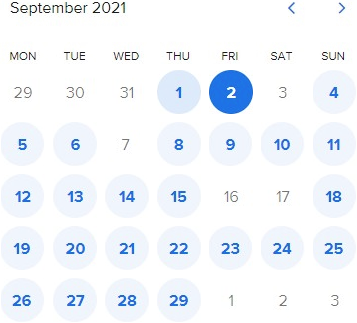 September 2021
MON TUE WED THU FRI SAT SUN
29 30 31 1 2 3 4
5 6 7 8 9 10 11
12 13 14 15 16 17 18
19 20 21 22 23 24 25
26 27 28 29 1 2 3